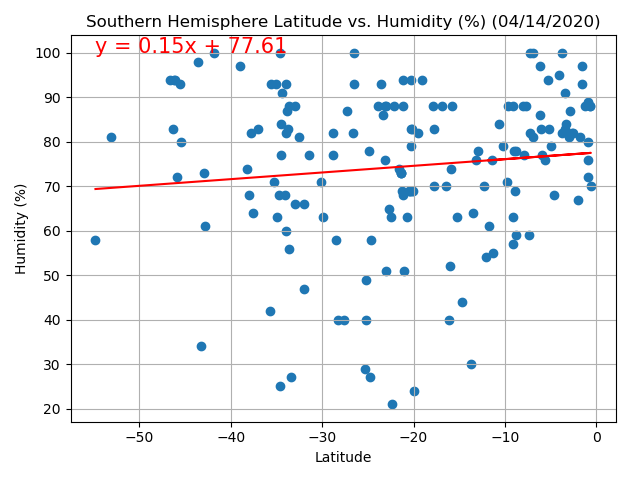 Southern Hemisphere Latitude vs. Humidity (%) (04/14/2020)
y = 0.15x + 77.61
100
90
80
70
60
50
40
30
20
Humidity (%)
−50 −40 −30 −20 −10 0
Latitude